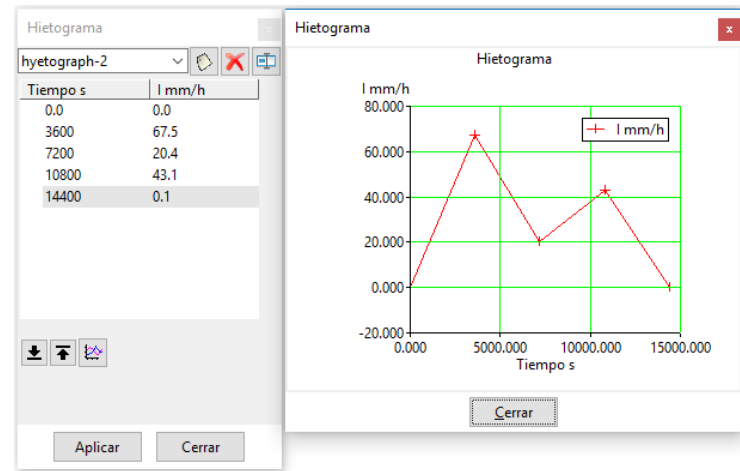 Hietograma
x
hyetograph-2
Tiempo s I mm/h
0.0 0.0
3600 67.5
7200 20.4
10800 43.1
14400 0.1
Aplicar Cerrar
Hietograma
x
Hietograma
I mm/h
80.000
60.000
40.000
20.000
0.000
-20.000
I mm/h
0.000 5000.000 10000.000 15000.000
Tiempo s
Cerrar